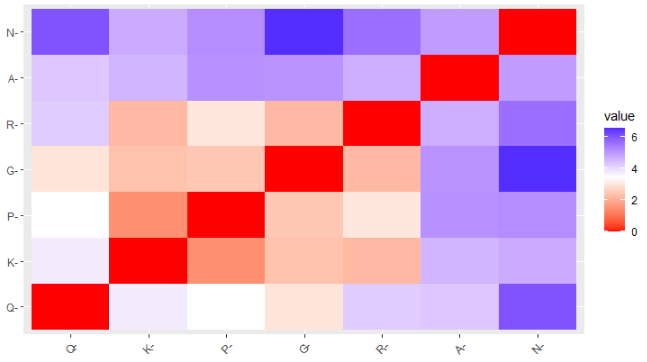 N-
A-
R-
G-
P-
K-
Q-
Q-
K-
P-
G-
R-
A-
N-
value
6
4
2
0